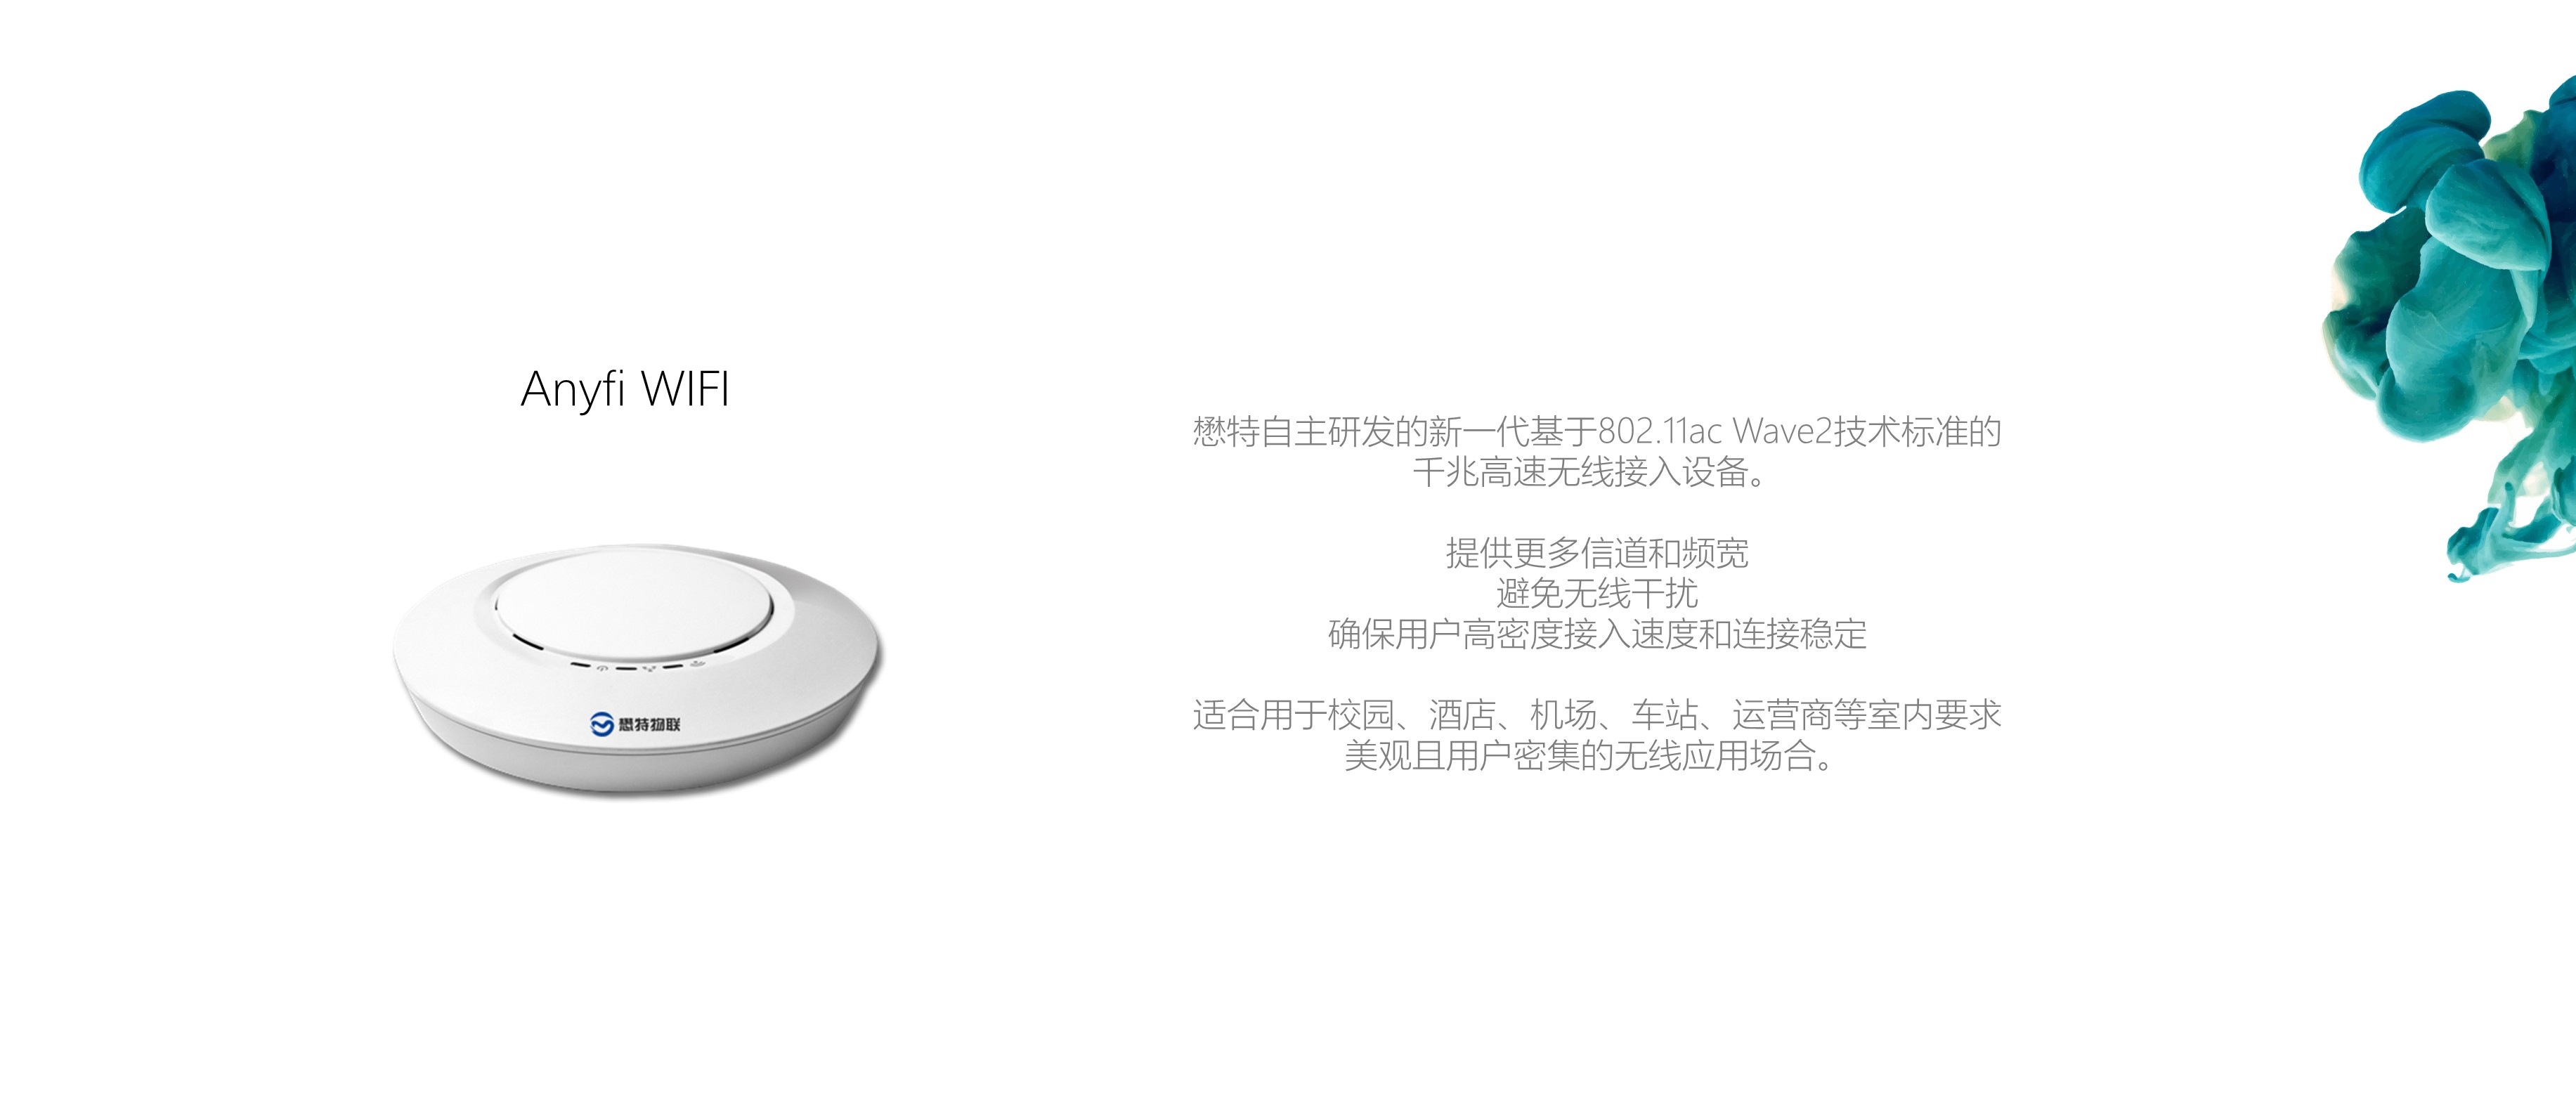 Anyfi WIFI
懋特物联
懋特自主研发的新一代基于802.11ac Wave2技术标准的
千兆高速无线接入设备。
提供更多信道和频宽
避免无线干扰
确保用户高密度接入速度和连接稳定
适合用于校园、酒店、机场、车站、运营商等室内要求
美观且用户密集的无线应用场合。